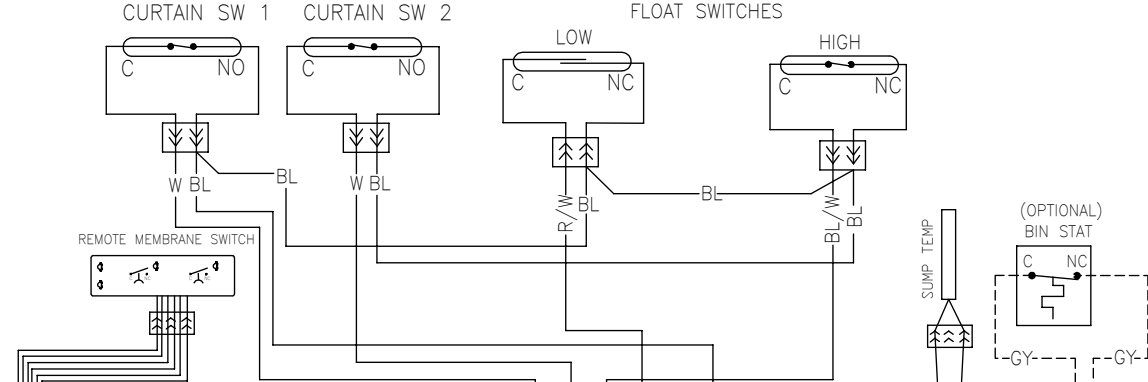 CURTAIN SW 1
CURTAIN SW 2
FLOAT SWITCHES
LOW
HIGH
C
NO
C
NO
C
NC
C
NC
W
BL
BL
W
BL
R/W
BL
BL
BL/W
BL
REMOTE MEMBRANE SWITCH
SUMP TEMP
(OPTIONAL)
BIN STAT
C
NC
GY
GY